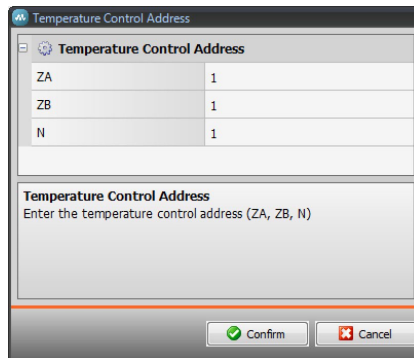 Temperature Control Address
Temperature Control Address
ZA 1
ZB 1
N 1
Temperature Control Address
Enter the temperature control address (ZA, ZB, N)
Confirm Cancel